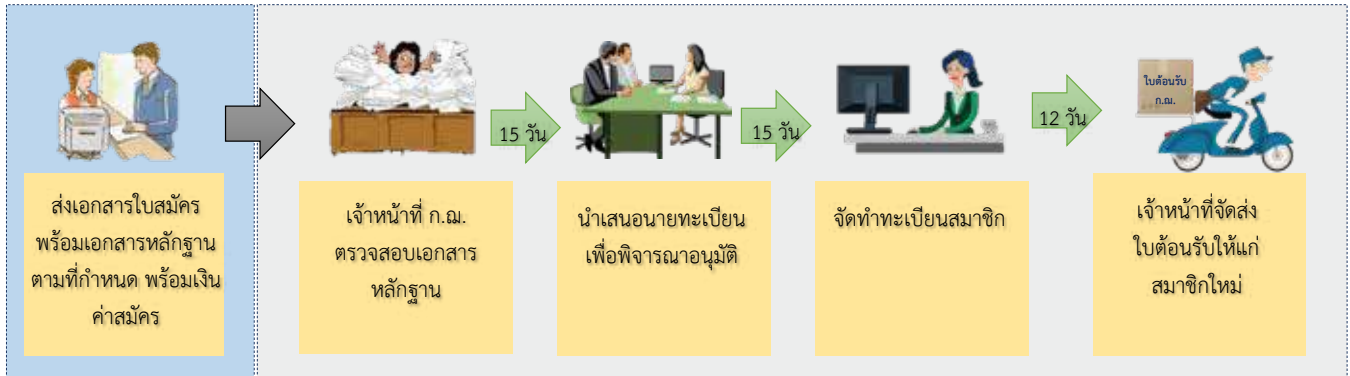 ส่งเอกสารใบสมัคร
พร้อมเอกสารหลักฐาน
ตามที่กำหนด พร้อมเงิน
ค่าสมัคร
เจ้าหน้าที่ ก.ฌ.
ตรวจสอบเอกสาร
หลักฐาน
15 วัน
นำเสนอนายทะเบียน
เพื่อพิจารณาอนุมัติ
15 วัน
จัดทำทะเบียนสมาชิก
12 วัน
ใบต้อนรับ
ก.ฌ.
เจ้าหน้าที่จัดส่ง
ใบต้อนรับให้แก่
สมาชิกใหม่